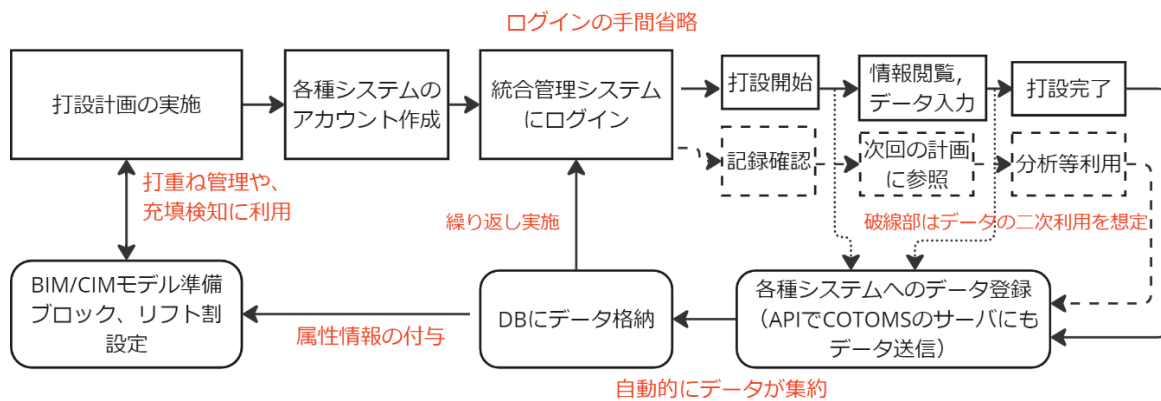 ログインの手間省略
打設計画の実施
各種システムの
アカウント作成
統合管理システム
にログイン
打設開始
情報閲覧,
データ入力
打設完了
記録確認
次回の計画
に参照
分析等利用
打重ね管理や、
充填検知に利用
繰り返し実施
破線部はデータの二次利用を想定
BIM/CIMモデル準備
ブロック、リフト割
設定
属性情報の付与
DBにデータ格納
各種システムへのデータ登録
（APIでCOTOMSのサーバにも
データ送信）
自動的にデータが集約